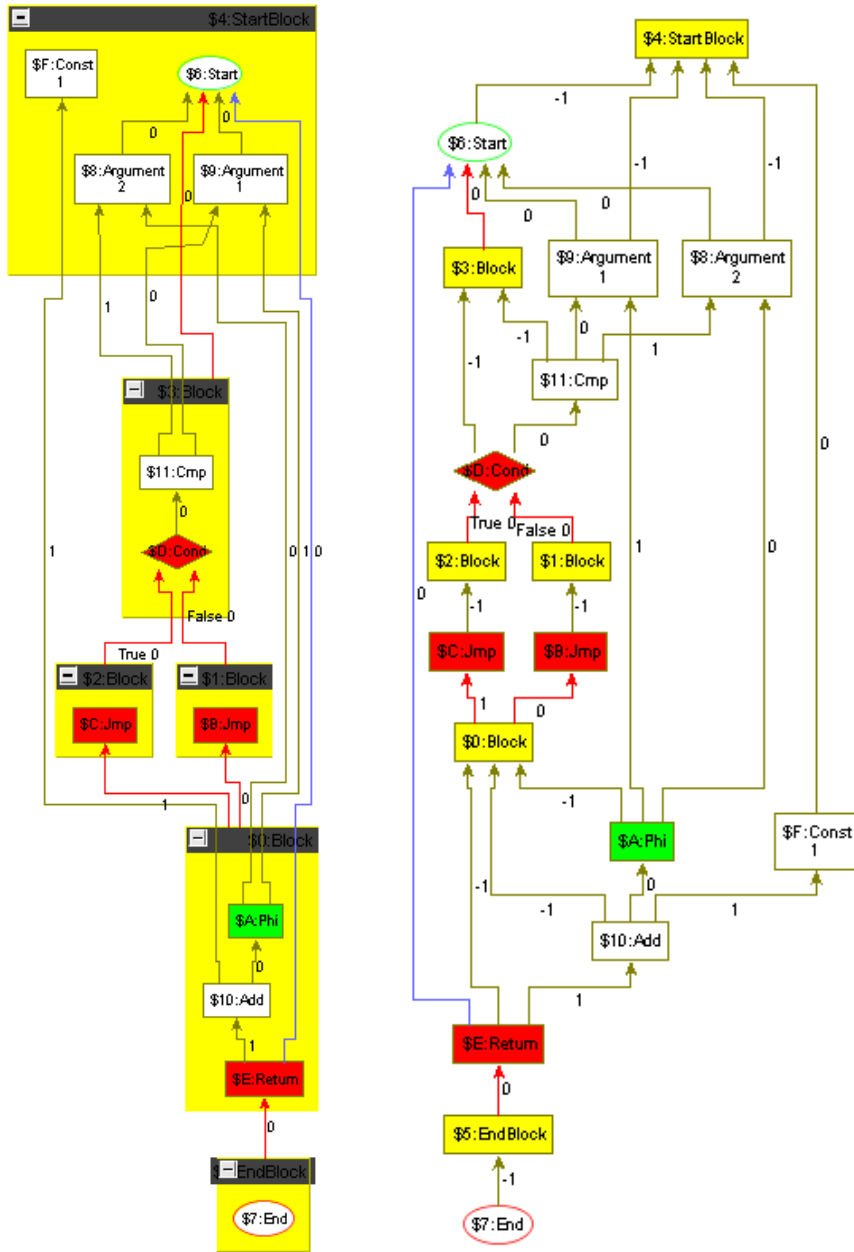 $4:StartBlock
$F:Const
1
$6:Start
0
0
$8:Argument
2
$9:Argument
1
0
1
0
$3:Block
$11:Cmp
0
$D:Cond
1
0
1
0
False 0
True 0
$2:Block
$1:Block
$C:Jmp
$B:Jmp
1
0
$0:Block
$A:Phi
0
$10:Add
1
$E:Return
0
EndBlock
$7:End
$4:StartBlock
-1
$6:Start
-1
-1
0
0
0
$3:Block
$9:Argument
1
$8:Argument
2
-1
0
1
-1
$11:Cmp
0
0
$D:Cond
True 0
False 0
$2:Block
$1:Block
1
0
0
-1
-1
$C:Jmp
$B:Jmp
1
0
$0:Block
-1
$A:Phi
$F:Const
1
-1
0
-1
1
$10:Add
1
$E:Return
0
$5:EndBlock
-1
$7:End